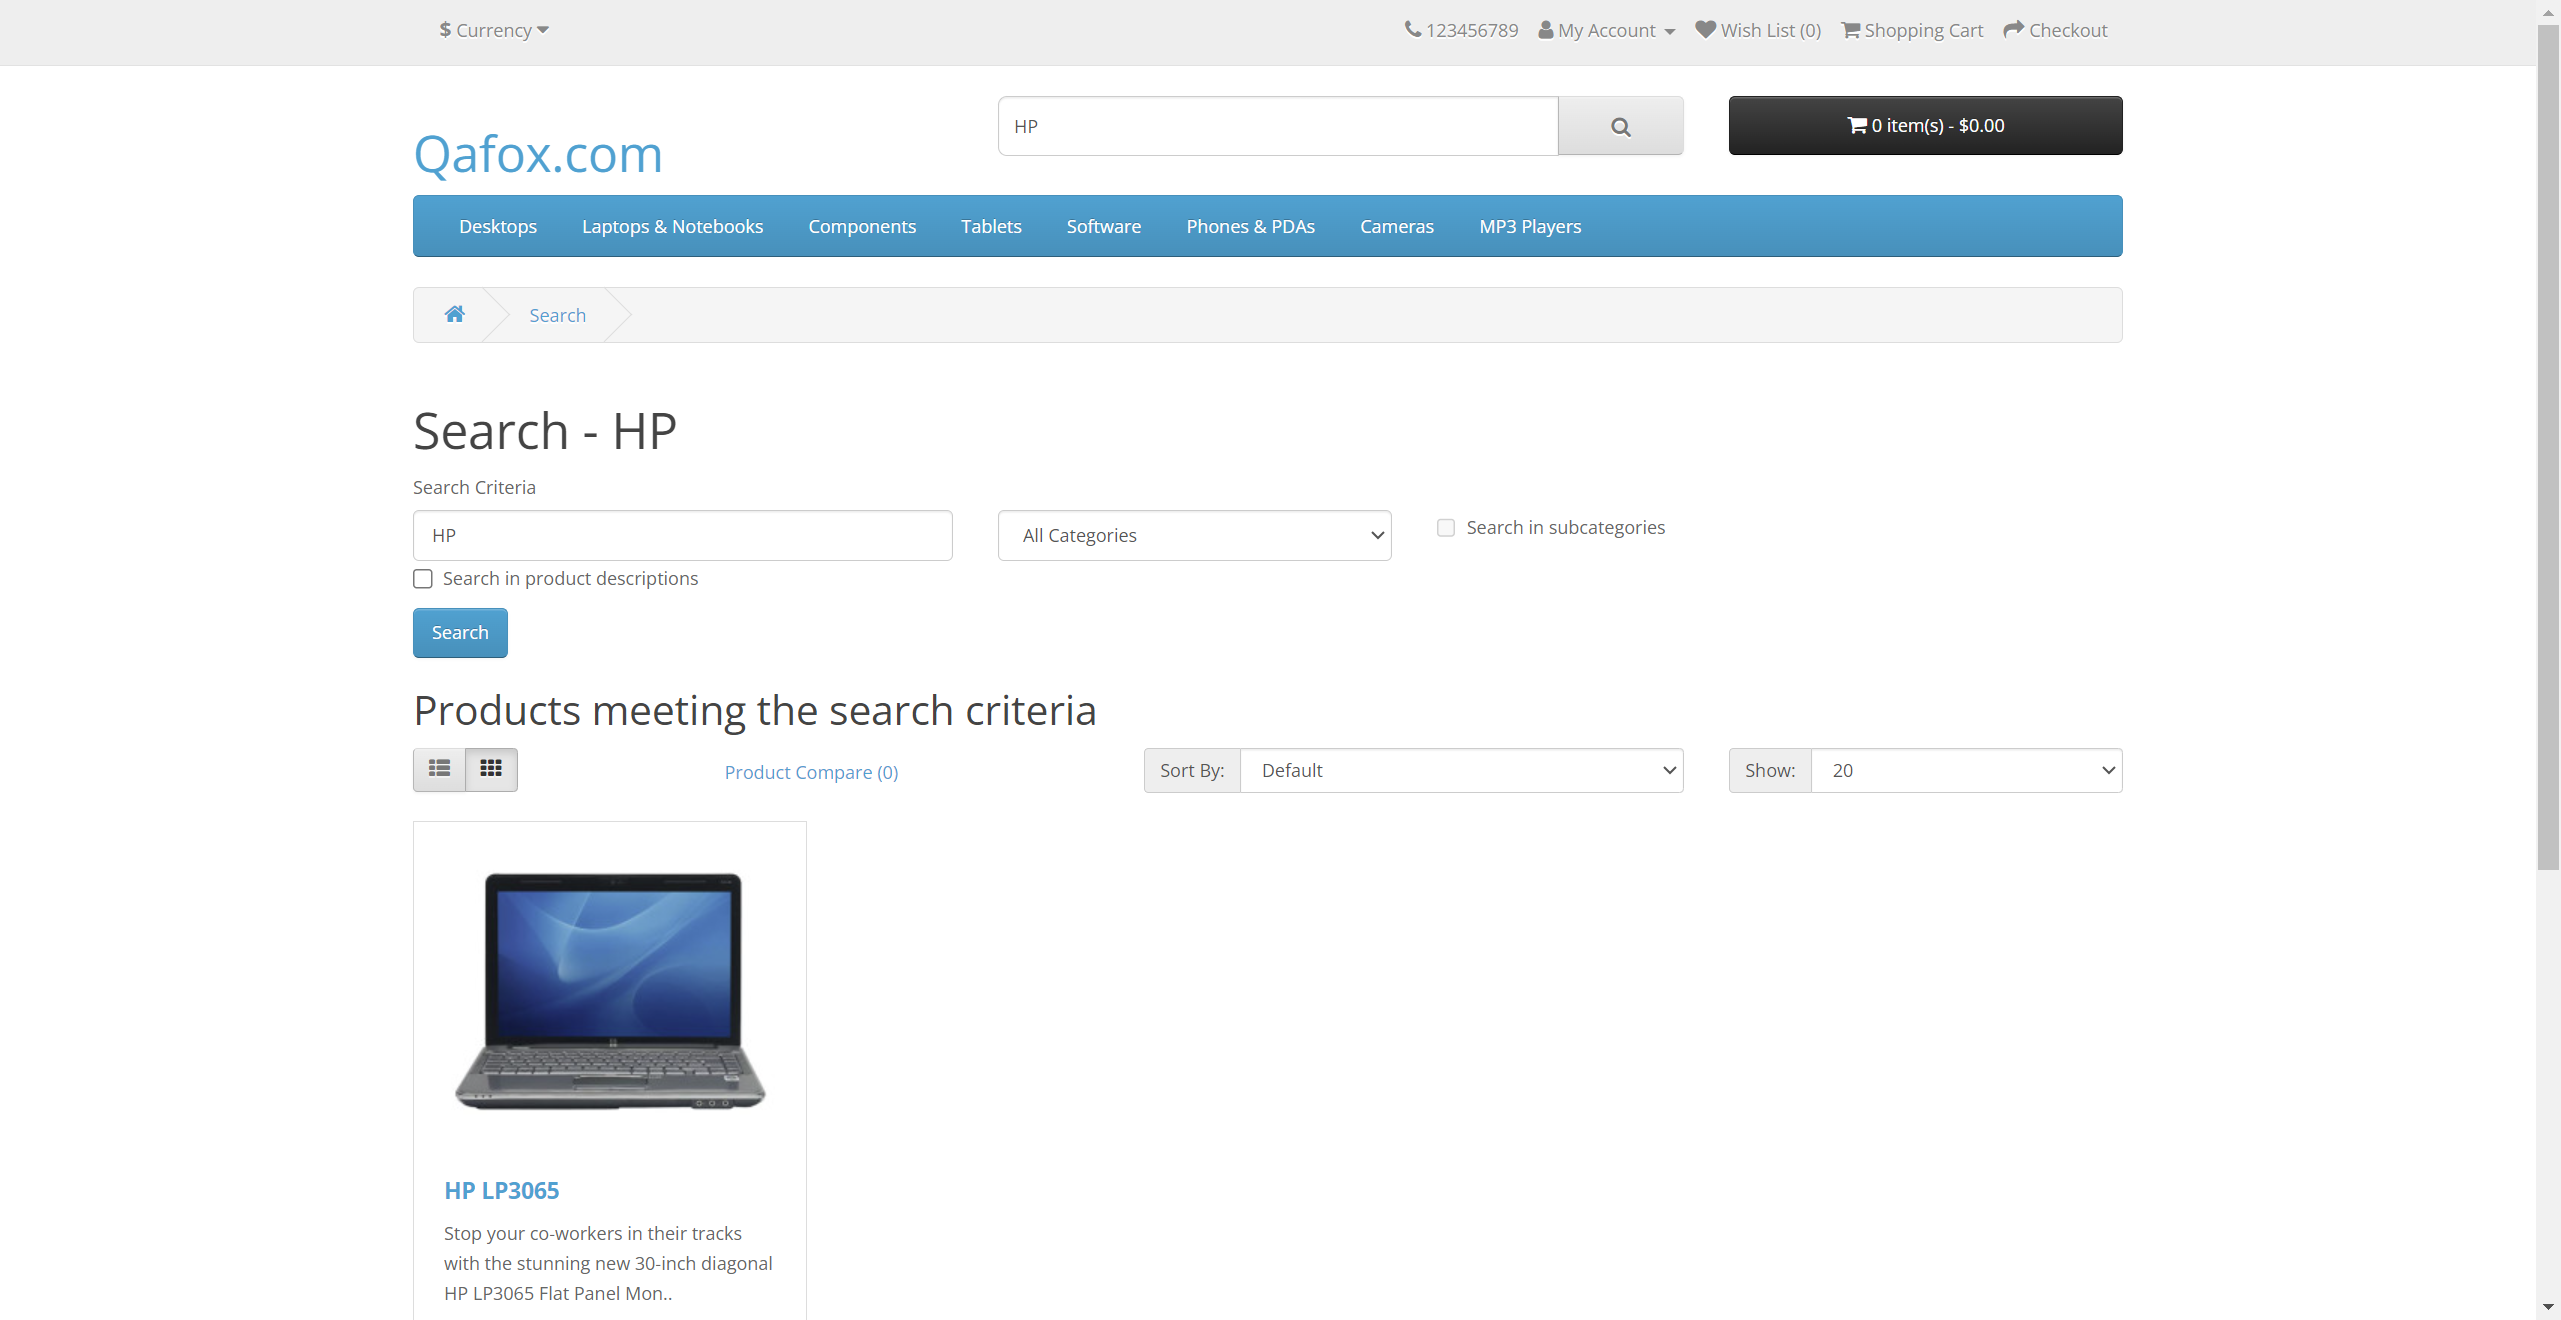 $ Currency
123456789 My Account Wish List (0) Shopping Cart Checkout
Qafox.com
HP
0 item(s) - $0.00
Desktops Laptops & Notebooks Components Tablets Software Phones & PDAs Cameras MP3 Players
Search
Search - HP
Search Criteria
HP
All Categories
Search in subcategories
Search in product descriptions
Search
Products meeting the search criteria
Product Compare (0)
Sort By: Default
Show: 20
HP LP3065
Stop your co-workers in their tracks
with the stunning new 30-inch diagonal
HP LP3065 Flat Panel Mon..